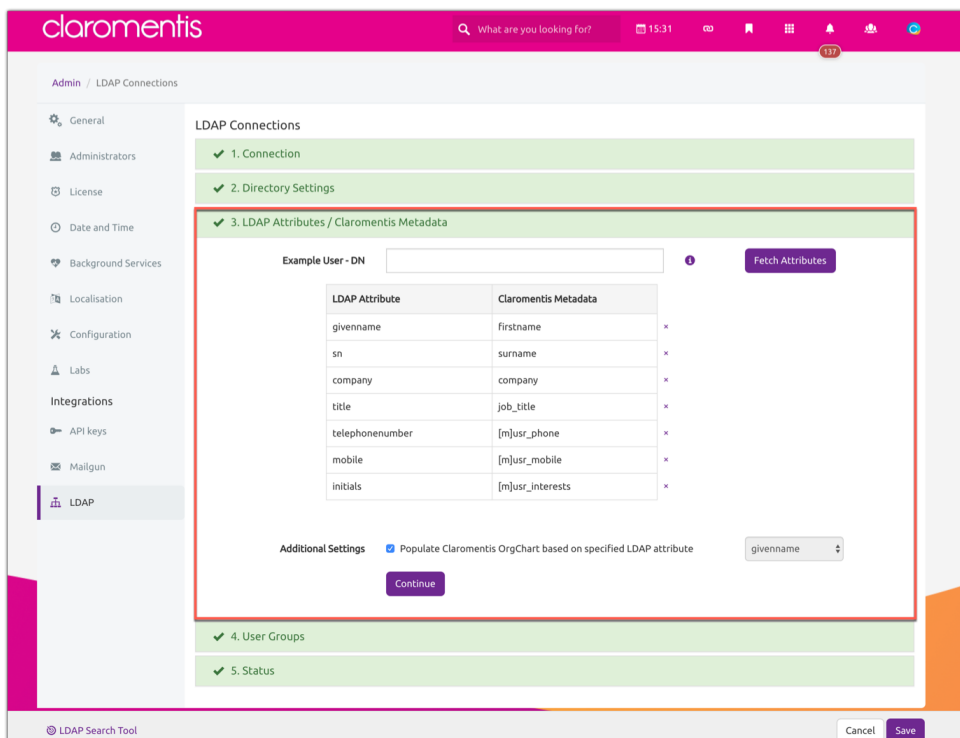 claromentis
What are you looking for?
15:31
137
Admin / LDAP Connections
General
Administrators
License
Date and Time
Background Services
Localisation
Configuration
Labs
Integrations
API keys
Mailgun
LDAP
LDAP Connections
1. Connection
2. Directory Settings
3. LDAP Attributes / Claromentis Metadata
Example User - DN
Fetch Attributes
LDAP Attribute Claromentis Metadata
givenname firstname ×
sn surname ×
company company ×
title job_title ×
telephonenumber [m]usr_phone ×
mobile [m]usr_mobile ×
initials [m]usr_interests ×
Additional Settings Populate Claromentis OrgChart based on specified LDAP attribute givenname
Continue
4. User Groups
5. Status
LDAP Search Tool Cancel Save